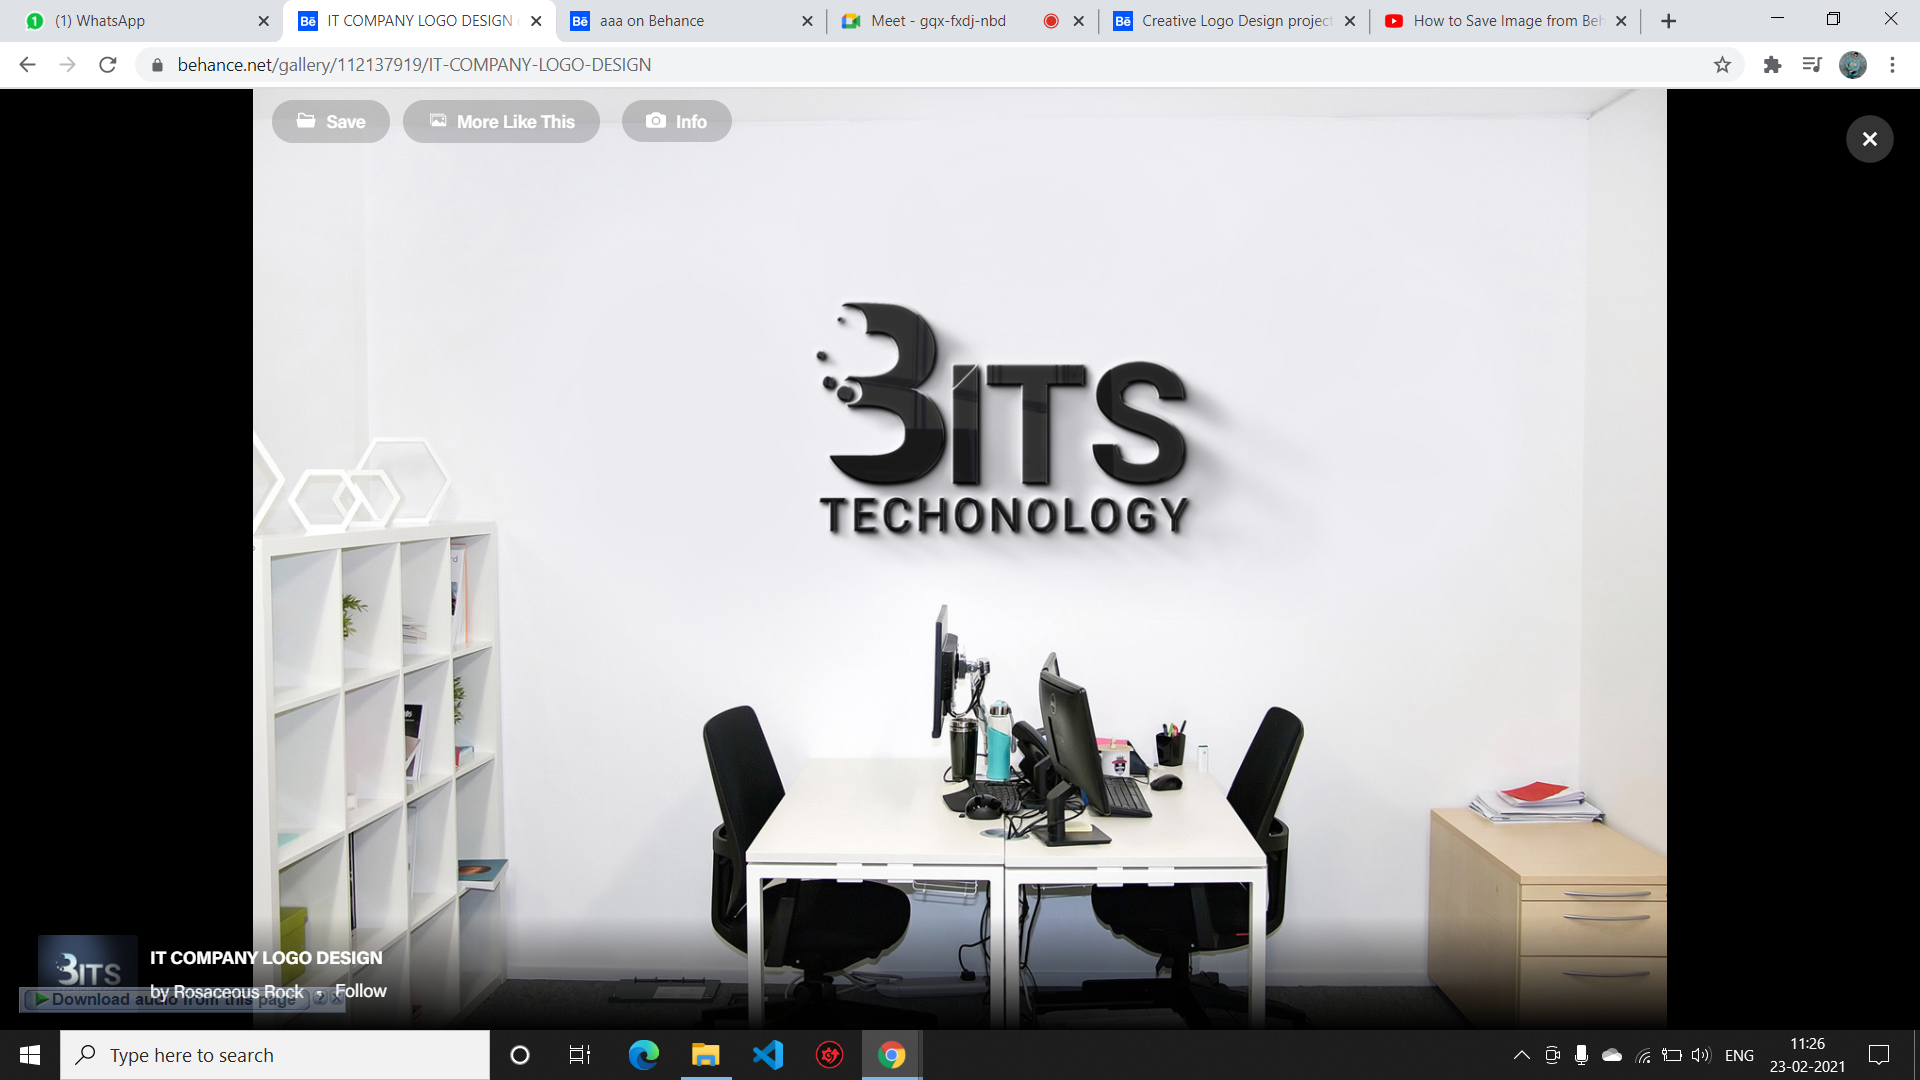 (1) WhatsApp
IT COMPANY LOGO DESIGN
aaa on Behance
Meet - gqx-fxdj-nbd
Creative Logo Design project
How to Save Image from Beh
behance.net/gallery/112137919/IT-COMPANY-LOGO-DESIGN
Save
More Like This
Info
BITS
TECHONOLOGY
BITS
IT COMPANY LOGO DESIGN
by Rosaceous Rock • Follow
Download audio from this page ?
Type here to search
ENG
11:26
23-02-2021